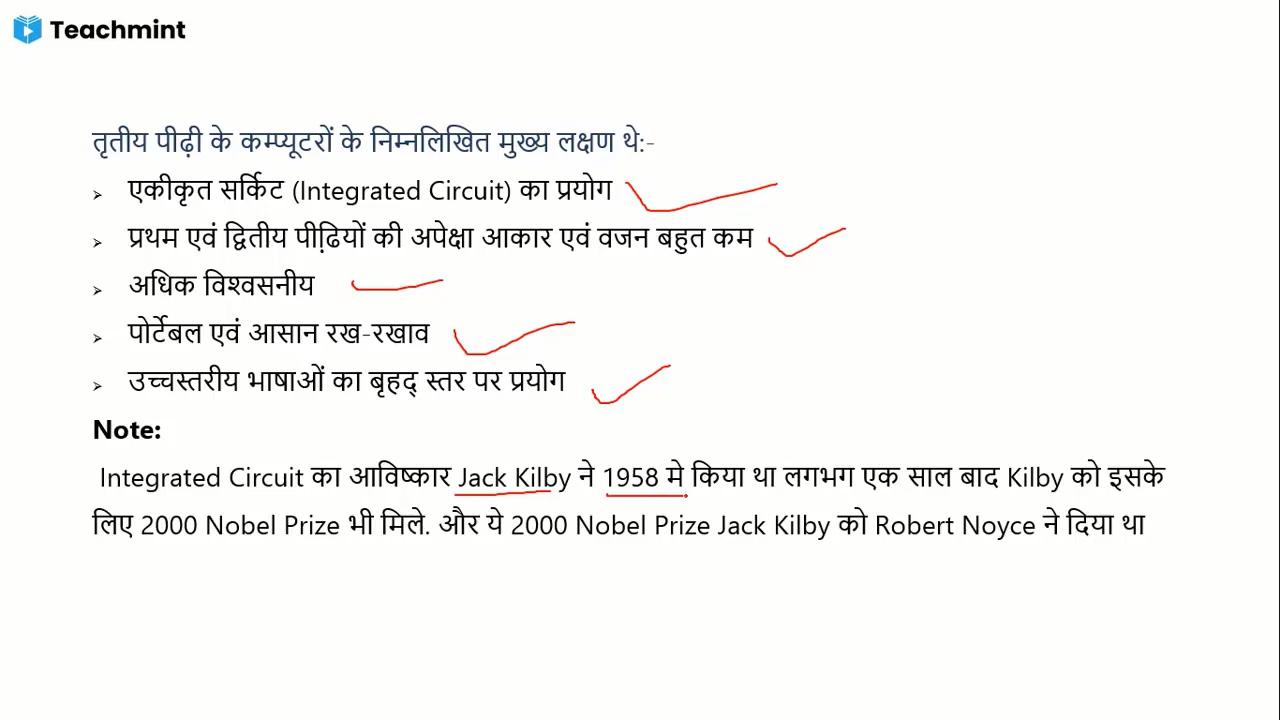 Teachmint
तृतीय पीढ़ी के कम्प्यूटरों के निम्नलिखित मुख्य लक्षण थे:-
➢ एकीकृत सर्किट (Integrated Circuit) का प्रयोग
➢ प्रथम एवं द्वितीय पीढि़यों की अपेक्षा आकार एवं वजन बहुत कम
➢ अधिक विश्वसनीय
➢ पोर्टेबल एवं आसान रख-रखाव
➢ उच्चस्तरीय भाषाओं का बृहद् स्तर पर प्रयोग
Note:
Integrated Circuit का आविष्कार Jack Kilby ने 1958 मे किया था लगभग एक साल बाद Kilby को इसके
लिए 2000 Nobel Prize भी मिले. और ये 2000 Nobel Prize Jack Kilby को Robert Noyce ने दिया था